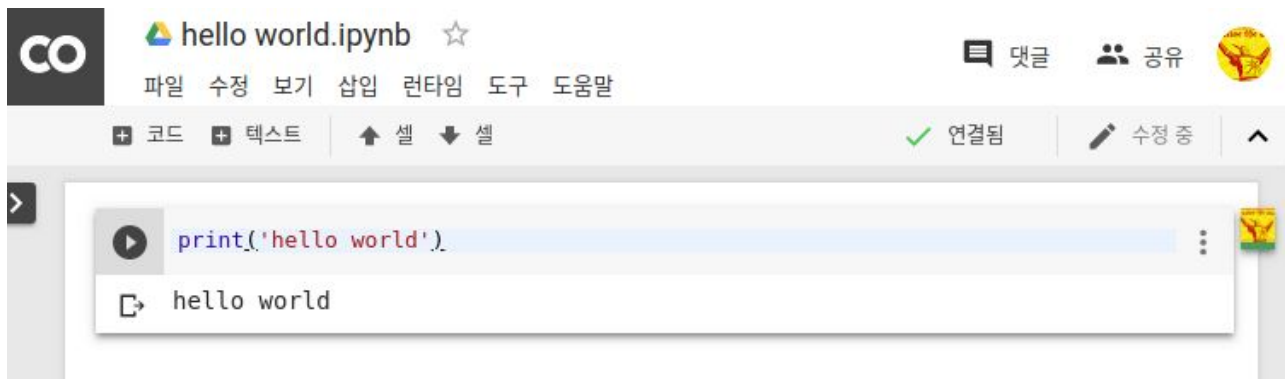 CO
hello world.ipynb
댓글 공유
파일 수정 보기 삽입 런타임 도구 도움말
코드 텍스트 셀 셀 연결됨 수정 중
print('hello world')
hello world